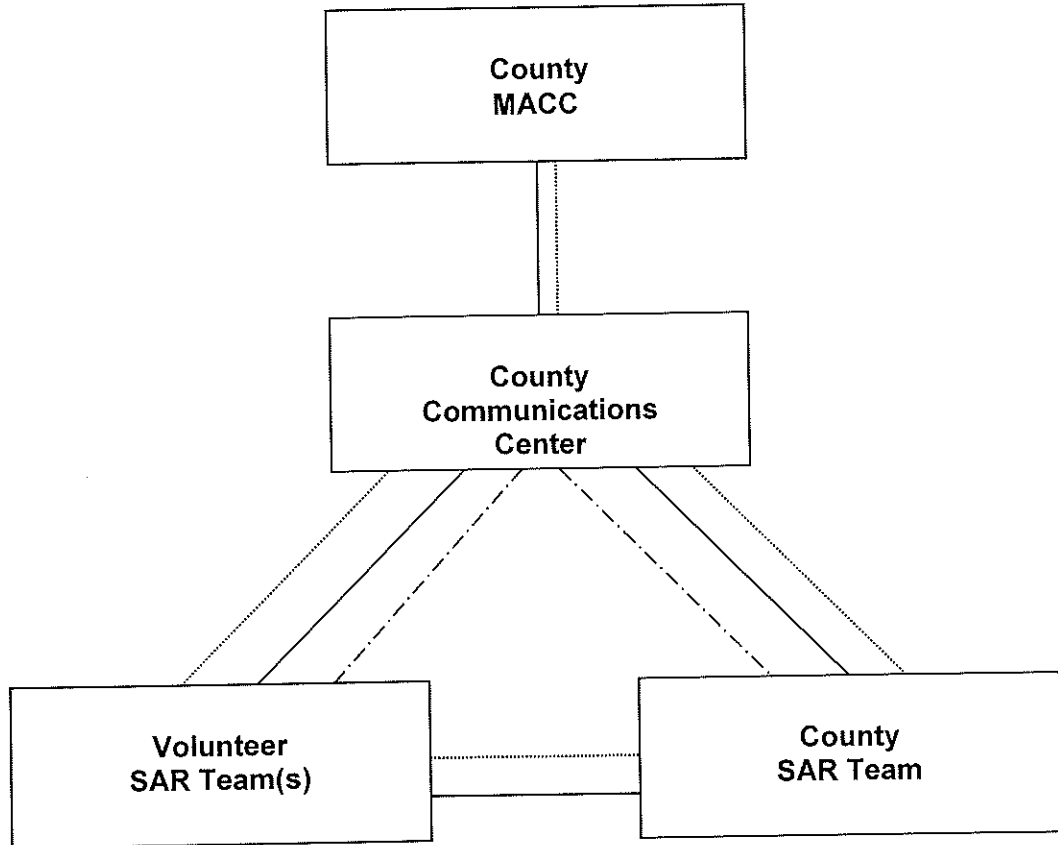 County
MACC
County
Communications
Center
Volunteer
SAR Team(s)
County
SAR Team